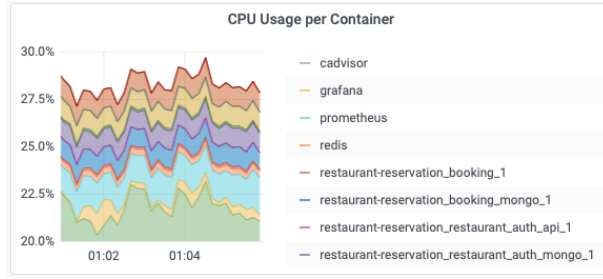 CPU Usage per Container
30.0%
27.5%
25.0%
22.5%
20.0%
01:02
01:04
cadvisor
grafana
prometheus
redis
restaurant-reservation_booking_1
restaurant-reservation_booking_mongo_1
restaurant-reservation_restaurant_auth_api_1
restaurant-reservation_restaurant_auth_mongo_1